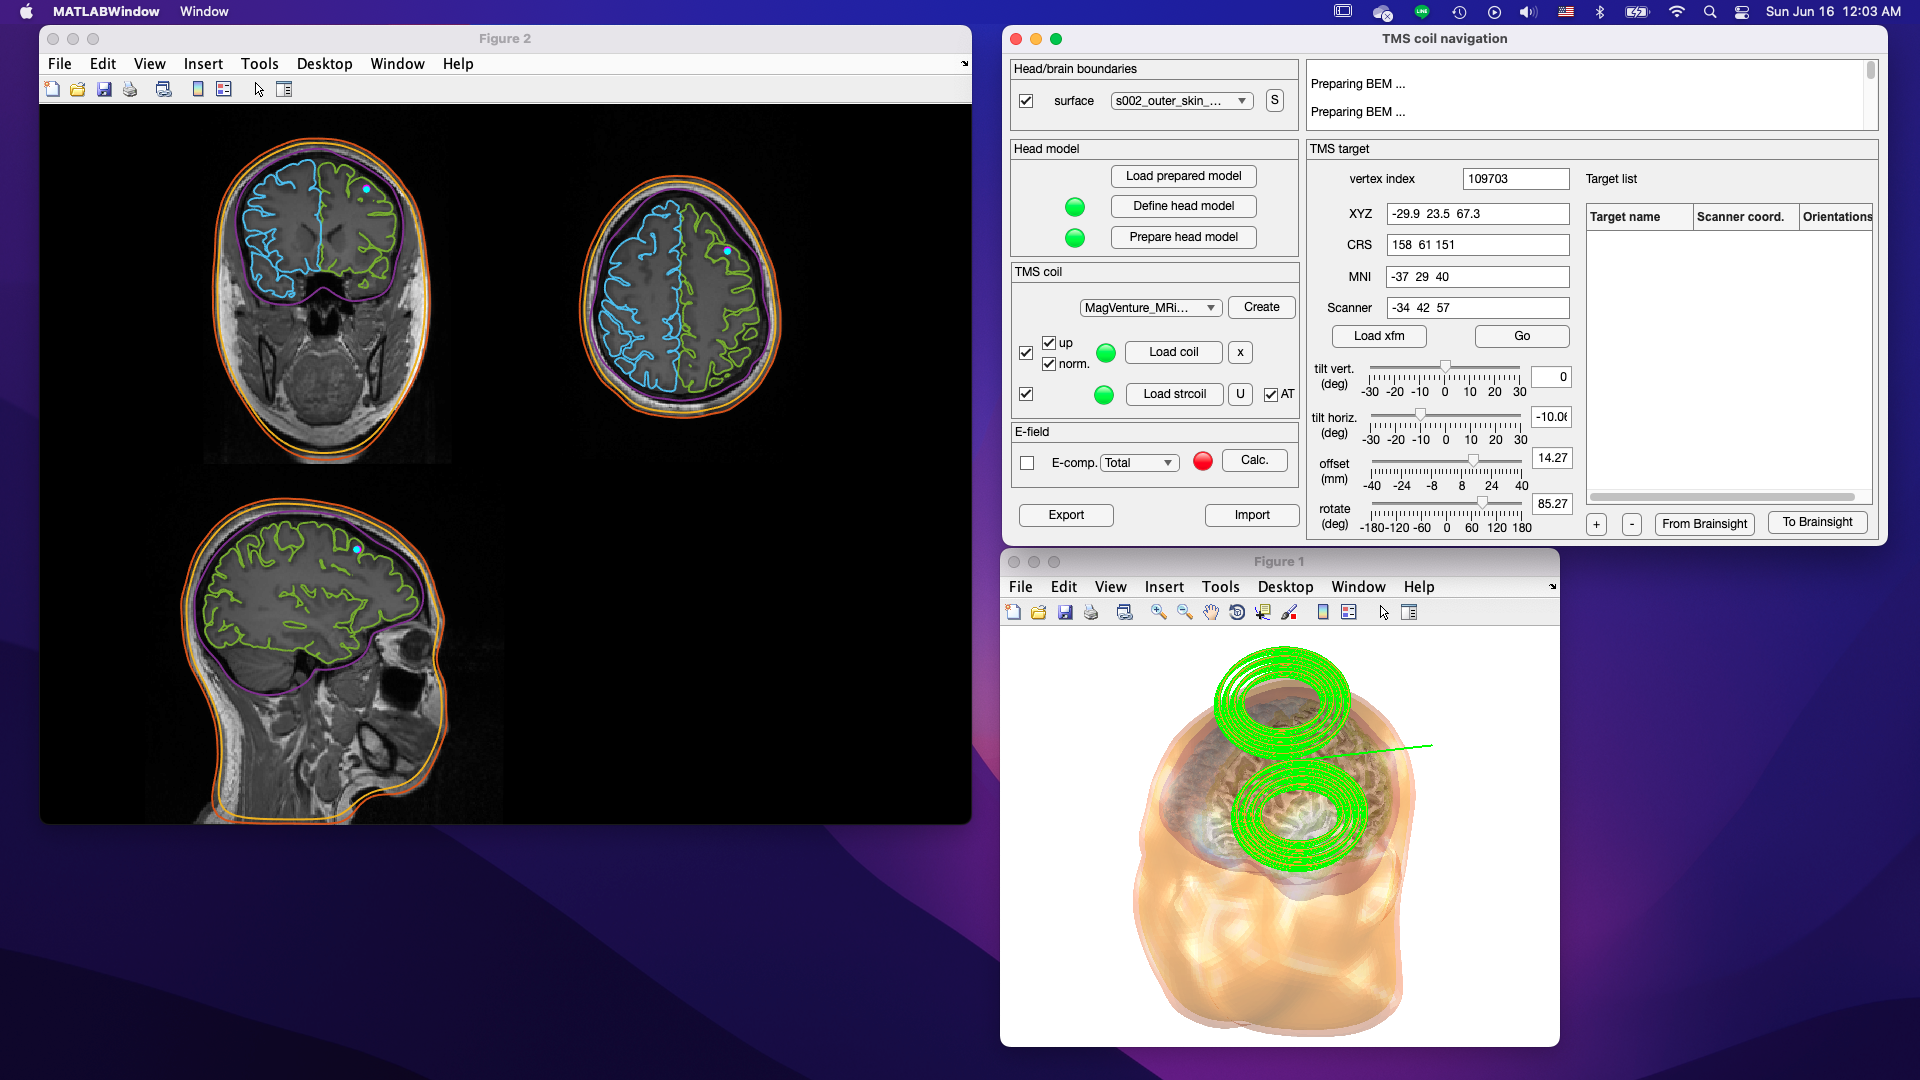 MATLABWindow Window
Sun Jun 16 12:03 AM
Figure 2
File Edit View Insert Tools Desktop Window Help
TMS coil navigation
Head/brain boundaries
surface s002_outer_skin_... S
Preparing BEM ...
Preparing BEM ...
Head model
Load prepared model
Define head model
Prepare head model
TMS coil
MagVenture_MRi... Create
up
norm.
Load coil x
Load strcoil U AT
E-field
E-comp. Total Calc.
Export Import
TMS target
vertex index 109703
XYZ -29.9 23.5 67.3
CRS 158 61 151
MNI -37 29 40
Scanner -34 42 57
Load xfm Go
tilt vert. (deg) 0
-30 -20 -10 0 10 20 30
tilt horiz. (deg) -10.06
-30 -20 -10 0 10 20 30
offset (mm) 14.27
-40 -24 -8 8 24 40
rotate (deg) 85.27
-180 -120 -60 0 60 120 180
Target list
Target name Scanner coord. Orientations
+ - From Brainsight To Brainsight
Figure 1
File Edit View Insert Tools Desktop Window Help